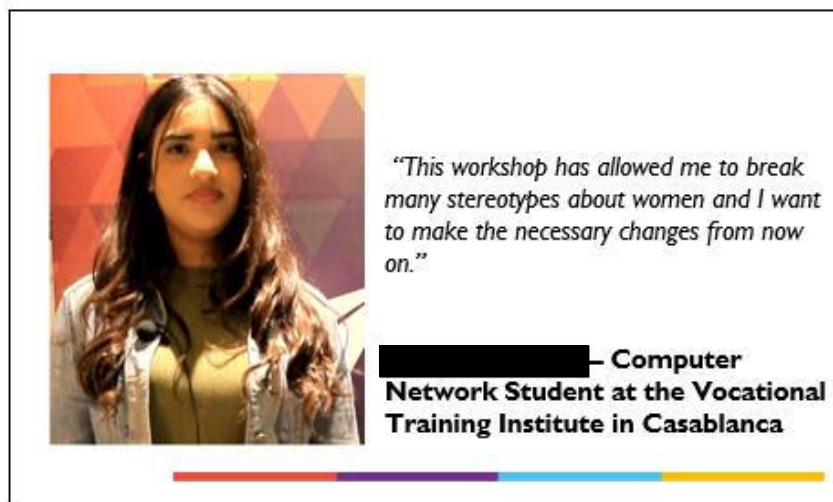 “This workshop has allowed me to break
many stereotypes about women and I want
to make the necessary changes from now
on.”
– Computer
Network Student at the Vocational
Training Institute in Casablanca